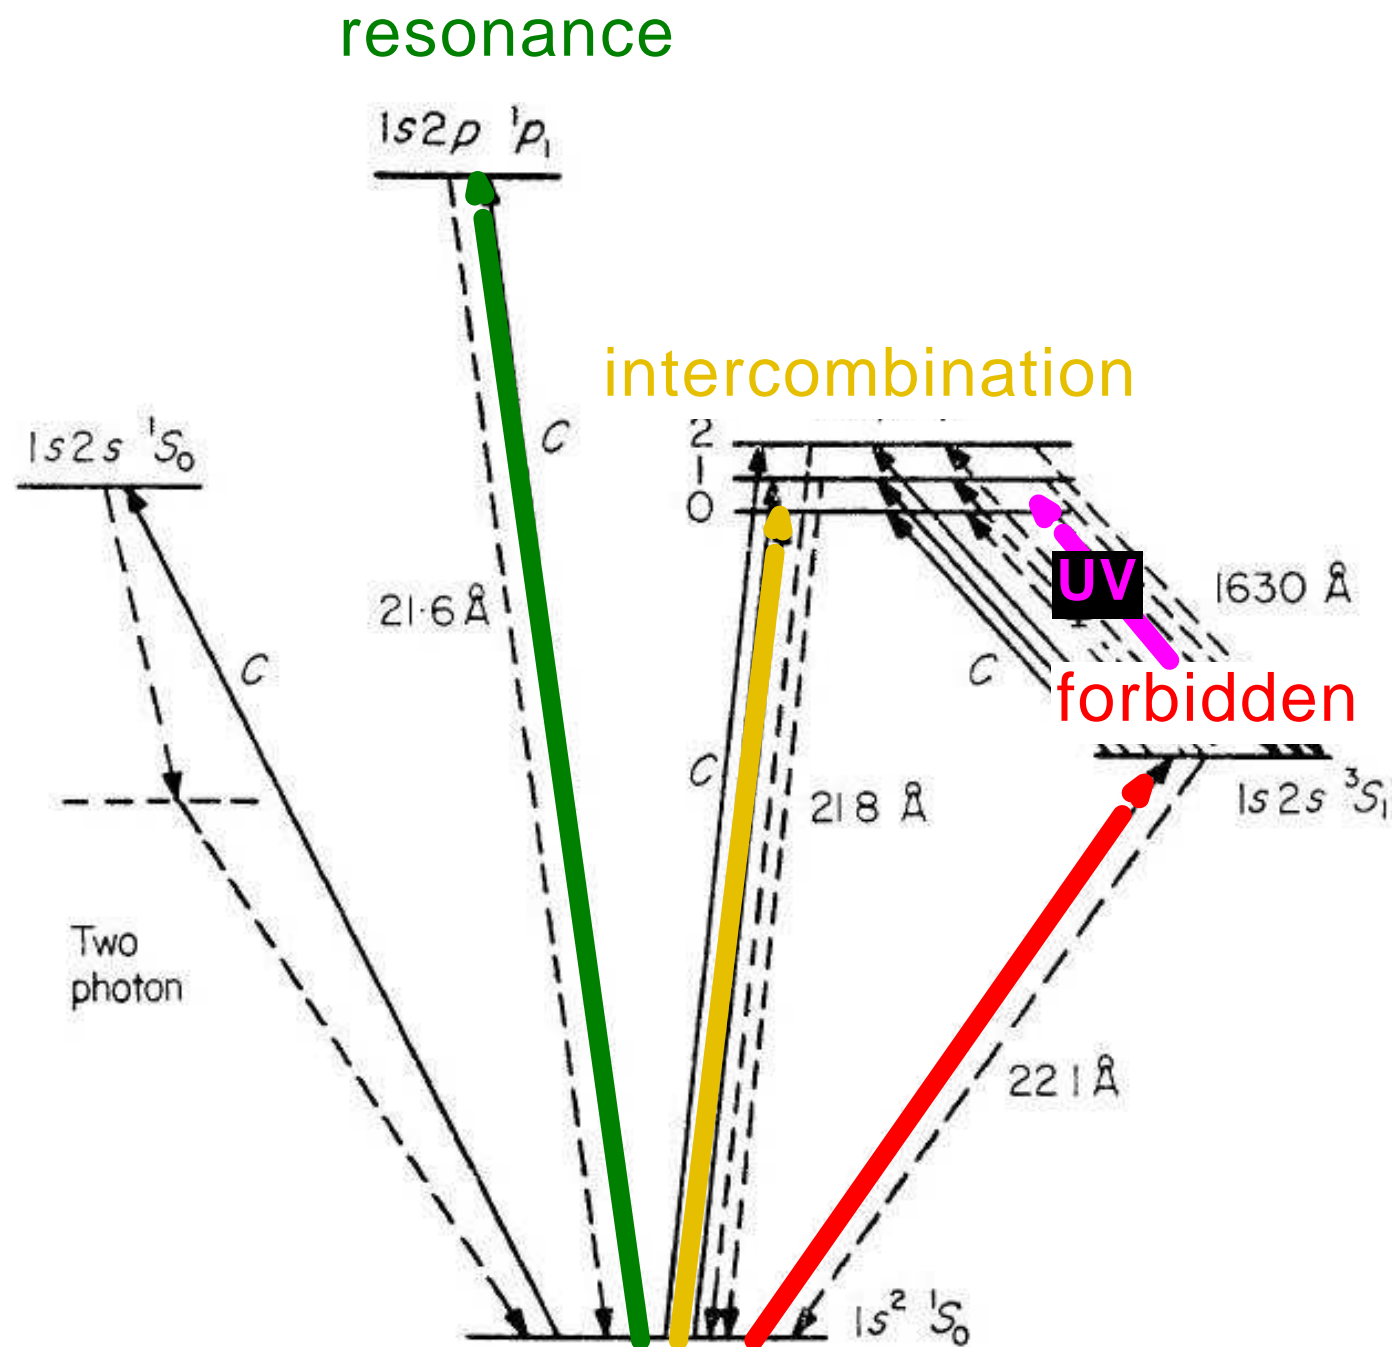 resonance
1s2p ¹p₁
intercombination
1s2s ¹S₀
C
2
1
0
21·6 Å
UV
1630 Å
C
C
forbidden
C
21 8 Å
1s2s ³S₁
Two
photon
22 1 Å
1s² ¹S₀